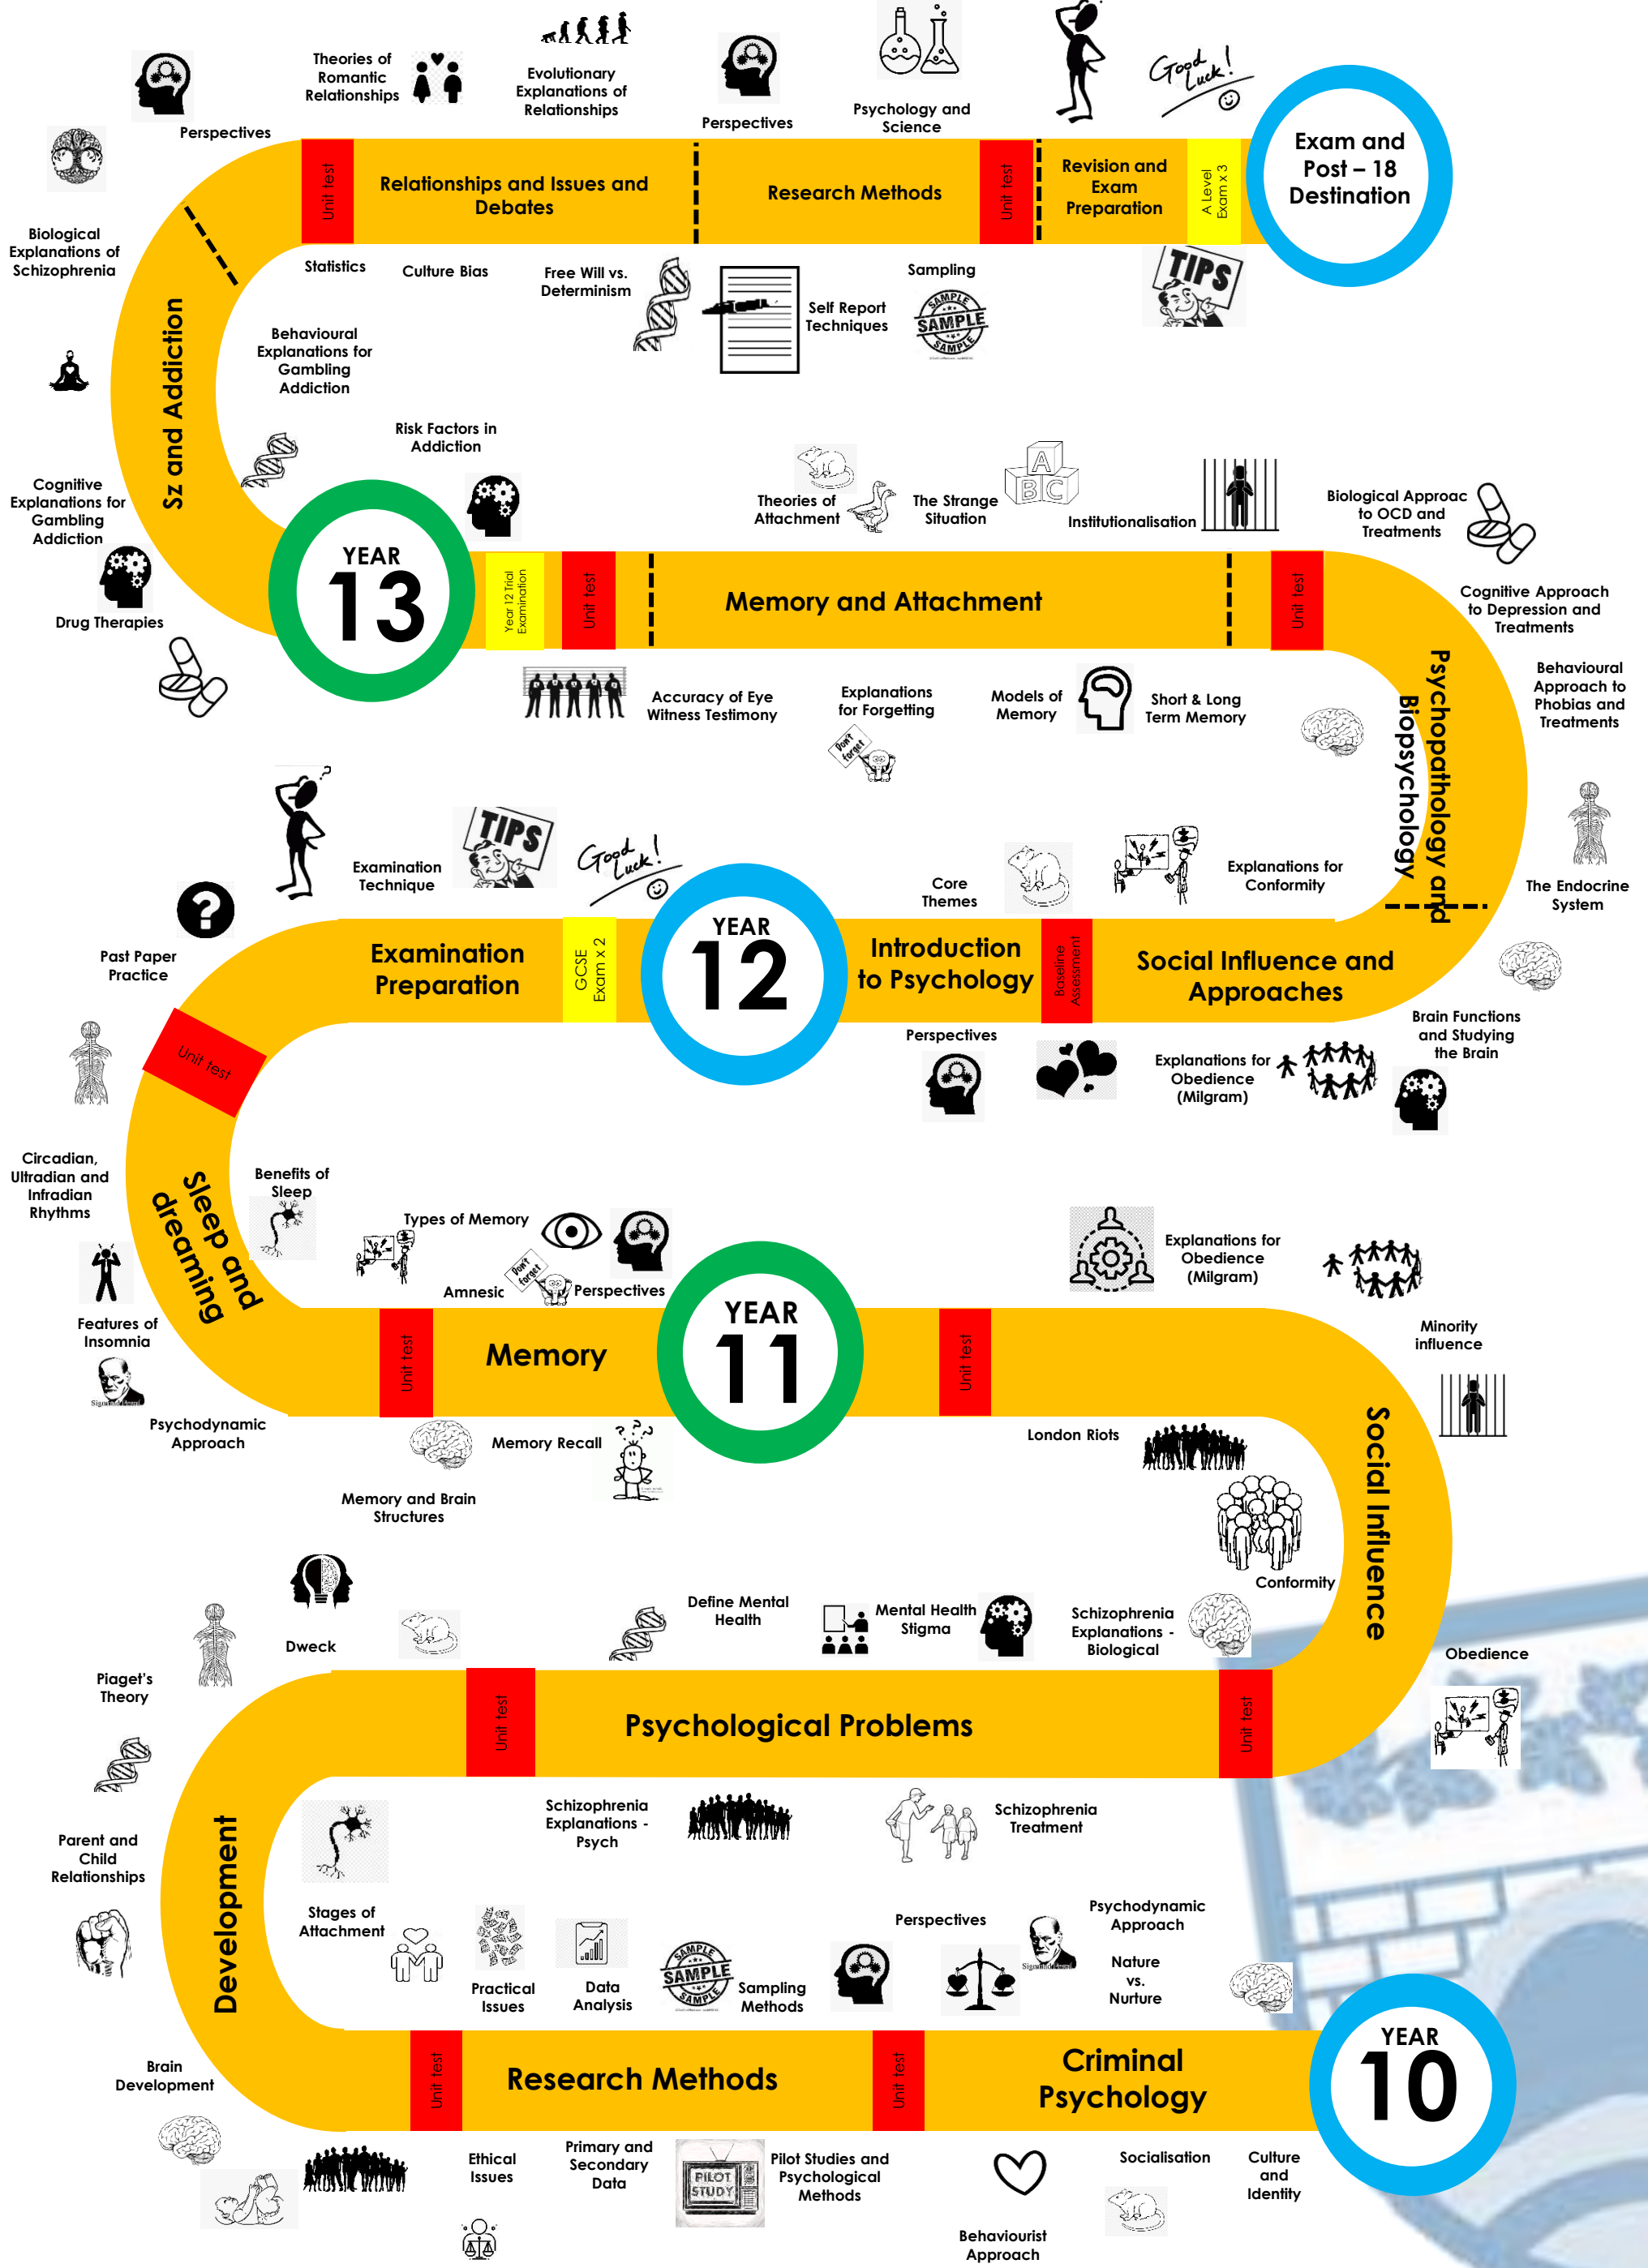 Theories of
Romantic
Relationships
Evolutionary
Explanations of
Relationships
Perspectives
Psychology and
Science
Good
Luck!
Perspectives
Exam and
Post – 18
Destination
Unit test
Relationships and Issues and
Debates
Research Methods
Unit test
Revision and
Exam
Preparation
A Level
Exam x 3
Biological
Explanations of
Schizophrenia
Statistics
Culture Bias
Free Will vs.
Determinism
Self Report
Techniques
Sampling
SAMPLE
SAMPLE
SAMPLE
TIPS
Sz and Addiction
Behavioural
Explanations for
Gambling
Addiction
Risk Factors in
Addiction
Cognitive
Explanations for
Gambling
Addiction
Drug Therapies
Theories of
Attachment
The Strange
Situation
A
B C
Institutionalisation
Biological Approac
to OCD and
Treatments
YEAR
13
Year 12 Trial
Examination
Unit test
Memory and Attachment
Unit test
Cognitive Approach
to Depression and
Treatments
Behavioural
Approach to
Phobias and
Treatments
Psychopathology and
Biopsychology
Accuracy of Eye
Witness Testimony
Explanations
for Forgetting
Don't
forget
Models of
Memory
Short & Long
Term Memory
?
Examination
Technique
TIPS
Good
Luck!
Core
Themes
Explanations for
Conformity
The Endocrine
System
?
Past Paper
Practice
Examination
Preparation
GCSE
Exam x 2
YEAR
12
Introduction
to Psychology
Baseline
Assessment
Social Influence and
Approaches
Perspectives
Explanations for
Obedience
(Milgram)
Brain Functions
and Studying
the Brain
Unit test
Circadian,
Ultradian and
Infradian
Rhythms
Sleep and
dreaming
Benefits of
Sleep
Types of Memory
Amnesic
Don't
forget
Perspectives
Explanations for
Obedience
(Milgram)
Features of
Insomnia
Sigmund Freud
Psychodynamic
Approach
Unit test
Memory
YEAR
11
Unit test
Minority
influence
Social Influence
Memory Recall
? ? ?
Memory and Brain
Structures
London Riots
Conformity
Dweck
Define Mental
Health
Mental Health
Stigma
Schizophrenia
Explanations -
Biological
Obedience
Piaget's
Theory
Unit test
Psychological Problems
Unit test
Parent and
Child
Relationships
Development
Schizophrenia
Explanations -
Psych
Schizophrenia
Treatment
Stages of
Attachment
Practical
Issues
Data
Analysis
SAMPLE
SAMPLE
SAMPLE
Sampling
Methods
Perspectives
Sigmund Freud
Psychodynamic
Approach
Nature
vs.
Nurture
Brain
Development
Unit test
Research Methods
Unit test
Criminal
Psychology
YEAR
10
Ethical
Issues
Primary and
Secondary
Data
PILOT
STUDY
Pilot Studies and
Psychological
Methods
Behaviourist
Approach
Socialisation
Culture
and
Identity